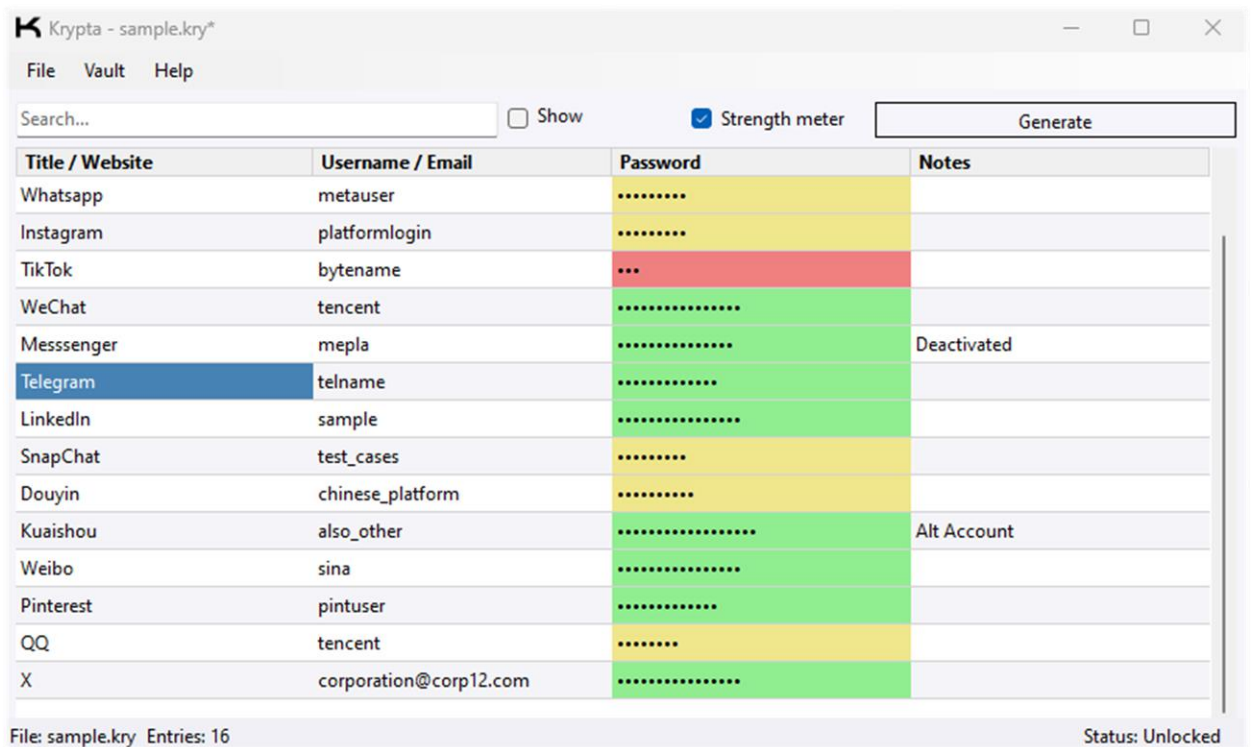 Krypta - sample.kry*
File Vault Help
Search... Show Strength meter Generate
Title / Website Username / Email Password Notes
Whatsapp metauser •••••••••
Instagram platformlogin •••••••••
TikTok bytename •••
WeChat tencent ••••••••••••••••
Messsenger mepla ••••••••••••••• Deactivated
Telegram telname •••••••••••••
LinkedIn sample ••••••••••••••••
SnapChat test_cases •••••••••
Douyin chinese_platform ••••••••••
Kuaishou also_other •••••••••••••••••• Alt Account
Weibo sina ••••••••••••••••
Pinterest pintuser •••••••••••••
QQ tencent ••••••••
X corporation@corp12.com ••••••••••••••••
File: sample.kry Entries: 16 Status: Unlocked